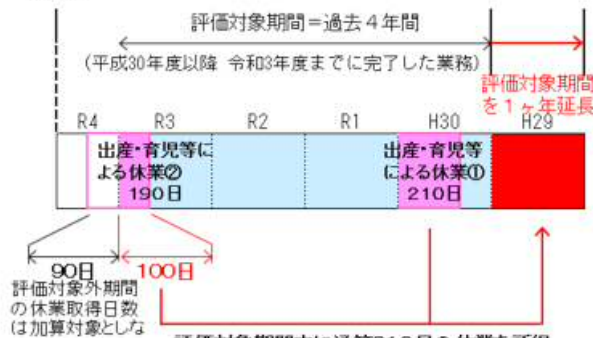 評価対象期間＝過去4年間
(平成30年度以降 令和3年度までに完了した業務)
評価対象期間
を1ヶ年延長
R4 R3 R2 R1 H30 H29
出産・育児等に
よる休業②
190日
出産・育児等
による休業①
210日
90日
100日
評価対象外期間
の休業取得日数
は加算対象としな